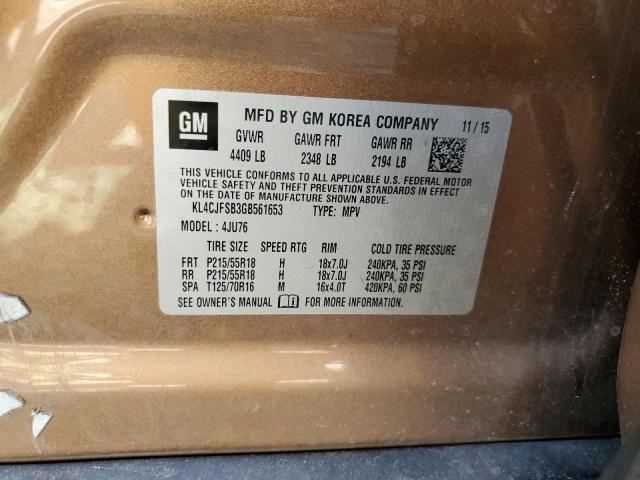 GM
MFD BY GM KOREA COMPANY 11/15
GVWR GAWR FRT GAWR RR
4409 LB 2348 LB 2194 LB
THIS VEHICLE CONFORMS TO ALL APPLICABLE U.S. FEDERAL MOTOR
VEHICLE SAFETY AND THEFT PREVENTION STANDARDS IN EFFECT
ON THE DATE OF MANUFACTURE SHOWN ABOVE.
KL4CJFSB3GB561653 TYPE: MPV
MODEL : 4JU76
TIRE SIZE SPEED RTG RIM COLD TIRE PRESSURE
FRT P215/55R18 H 18x7.0J 240KPA, 35 PSI
RR P215/55R18 H 18x7.0J 240KPA, 35 PSI
SPA T125/70R16 M 16x4.0T 420KPA, 60 PSI
SEE OWNER'S MANUAL FOR MORE INFORMATION.